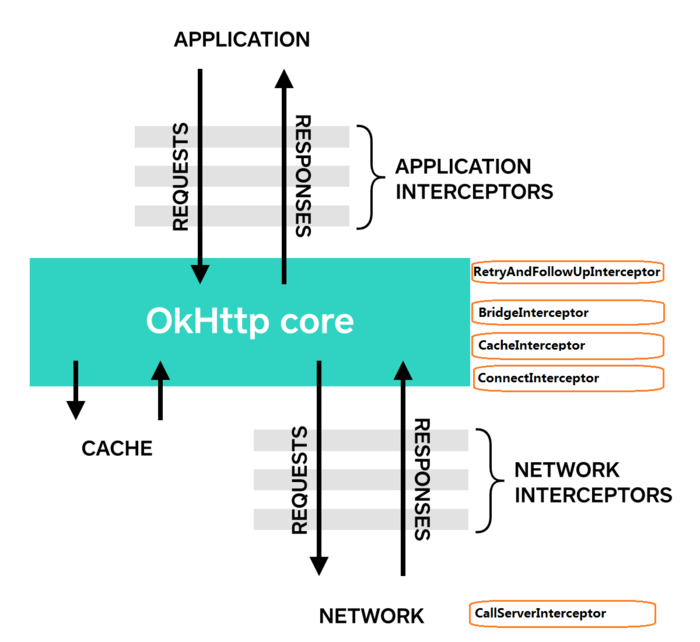 APPLICATION
REQUESTS
RESPONSES
APPLICATION
INTERCEPTORS
RetryAndFollowUpInterceptor
OkHttp core
BridgeInterceptor
CacheInterceptor
ConnectInterceptor
CACHE
REQUESTS
RESPONSES
NETWORK
INTERCEPTORS
NETWORK
CallServerInterceptor